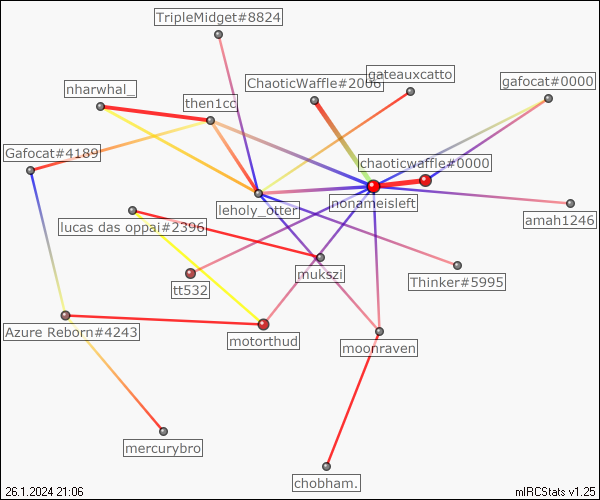 TripleMidget#8824
ChaoticWaffle#2006
gateauxcatto
nharwhal_
gafocat#0000
then1cc
Gafocat#4189
chaoticwaffle#0000
leholy_otter
nonameisleft
amah1246
lucas das oppai#2396
mukszi
tt532
Thinker#5995
Azure Reborn#4243
motorthud
moonraven
mercurybro
chobham.
26.1.2024 21:06
mIRCStats v1.25